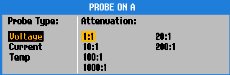 PROBE ON A
Probe Type: Attenuation:
Voltage 1:1 20:1
Current 10:1 200:1
Temp 100:1
1000:1